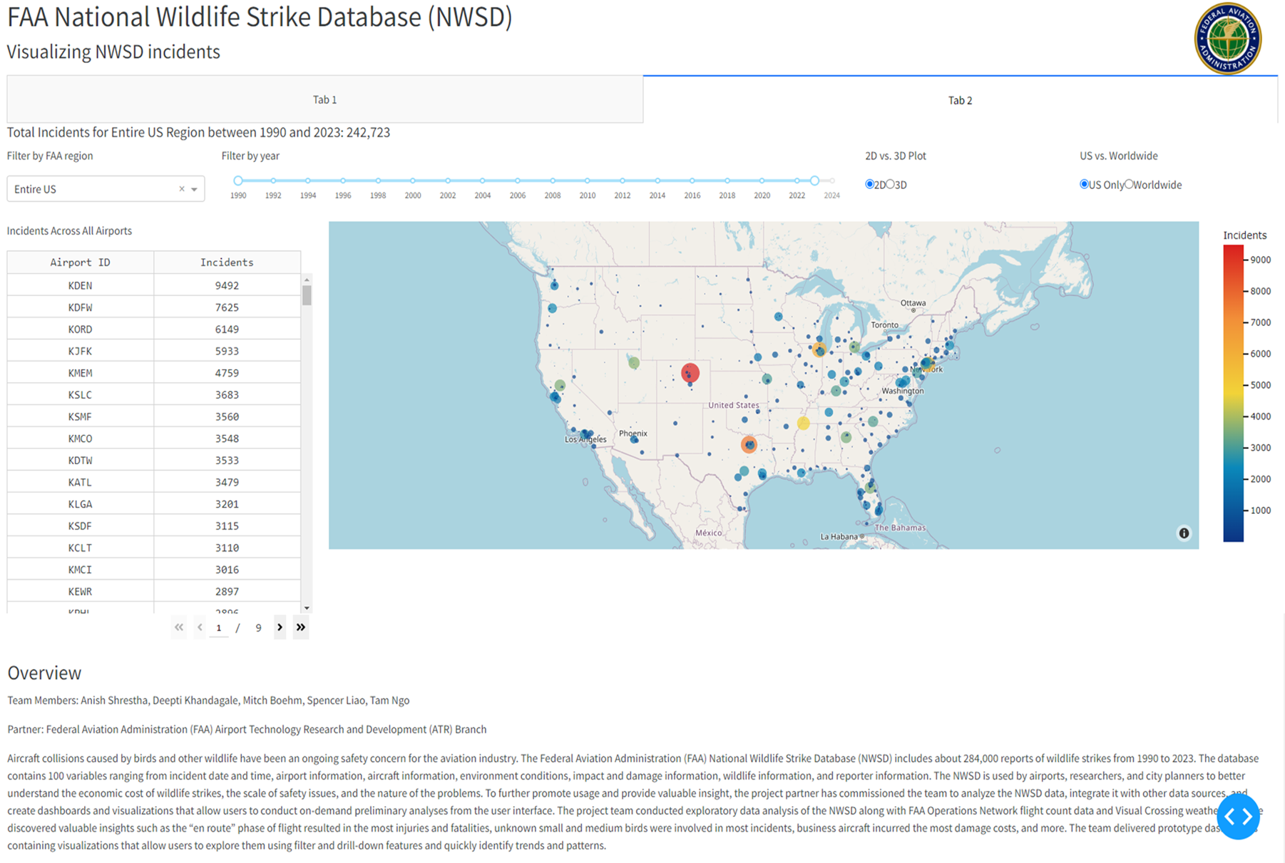 FAA National Wildlife Strike Database (NWSD)
FEDERAL AVIATION ADMINISTRATION
Visualizing NWSD incidents
Tab 1
Tab 2
Total Incidents for Entire US Region between 1990 and 2023: 242,723
Filter by FAA region
Filter by year
2D vs. 3D Plot
US vs. Worldwide
Entire US
2D 3D
US Only Worldwide
1990 1992 1994 1996 1998 2000 2002 2004 2006 2008 2010 2012 2014 2016 2018 2020 2022 2024
Incidents Across All Airports
Airport ID Incidents
KDEN 9492
KDFW 7625
KORD 6149
KJFK 5933
KMEM 4759
KSLC 3683
KSMF 3560
KMCO 3548
KDTW 3533
KATL 3479
KLGA 3201
KSDF 3115
KCLT 3110
KMCI 3016
KEWR 2897
KPHL 2896
1 / 9
Ottawa
Toronto
New York
Washington
United States
Los Angeles
Phoenix
México
The Bahamas
La Habana
Incidents
9000
8000
7000
6000
5000
4000
3000
2000
1000
Overview
Team Members: Anish Shrestha, Deepti Khandagale, Mitch Boehm, Spencer Liao, Tam Ngo
Partner: Federal Aviation Administration (FAA) Airport Technology Research and Development (ATR) Branch
Aircraft collisions caused by birds and other wildlife have been an ongoing safety concern for the aviation industry. The Federal Aviation Administration (FAA) National Wildlife Strike Database (NWSD) includes about 284,000 reports of wildlife strikes from 1990 to 2023. The database
contains 100 variables ranging from incident date and time, airport information, aircraft information, environment conditions, impact and damage information, wildlife information, and reporter information. The NWSD is used by airports, researchers, and city planners to better
understand the economic cost of wildlife strikes, the scale of safety issues, and the nature of the problems. To further promote usage and provide valuable insight, the project partner has commissioned the team to analyze the NWSD data, integrate it with other data sources, and
create dashboards and visualizations that allow users to conduct on-demand preliminary analyses from the user interface. The project team conducted exploratory data analysis of the NWSD along with FAA Operations Network flight count data and Visual Crossing
discovered valuable insights such as the “en route” phase of flight resulted in the most injuries and fatalities, unknown small and medium birds were involved in most incidents, business aircraft incurred the most damage costs, and more. The team delivered prototype
containing visualizations that allow users to explore them using filter and drill-down features and quickly identify trends and patterns.